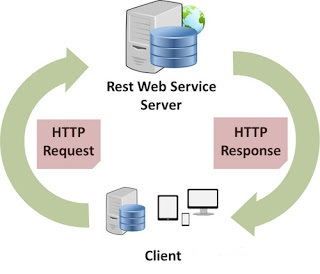 Rest Web Service
Server
HTTP
Request
HTTP
Response
Client